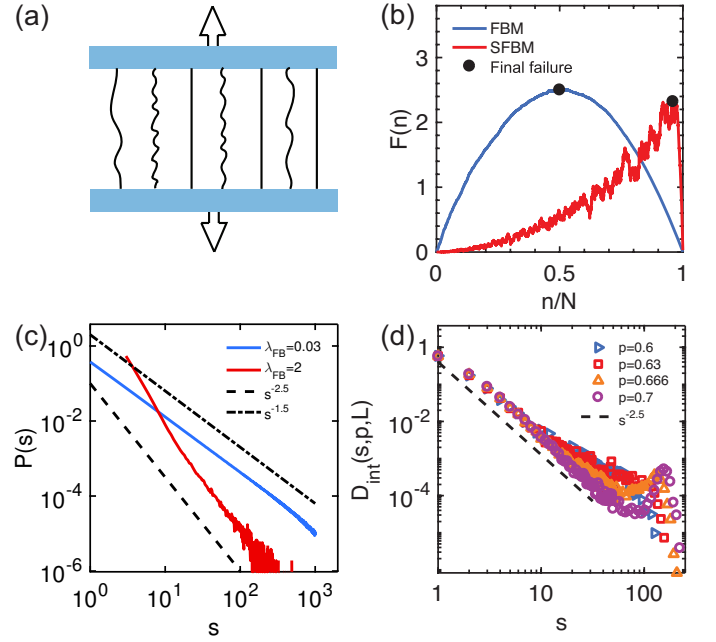 (a)
(b)
FBM
SFBM
Final failure
F(n)
3
2
1
0
0
0.5
1
n/N
(c)
λ_FB=0.03
λ_FB=2
s^-2.5
s^-1.5
P(s)
10^0
10^-2
10^-4
10^-6
10^0
10^1
10^2
10^3
s
(d)
p=0.6
p=0.63
p=0.666
p=0.7
s^-2.5
D_int(s,p,L)
10^0
10^-2
10^-4
1
10
100
s